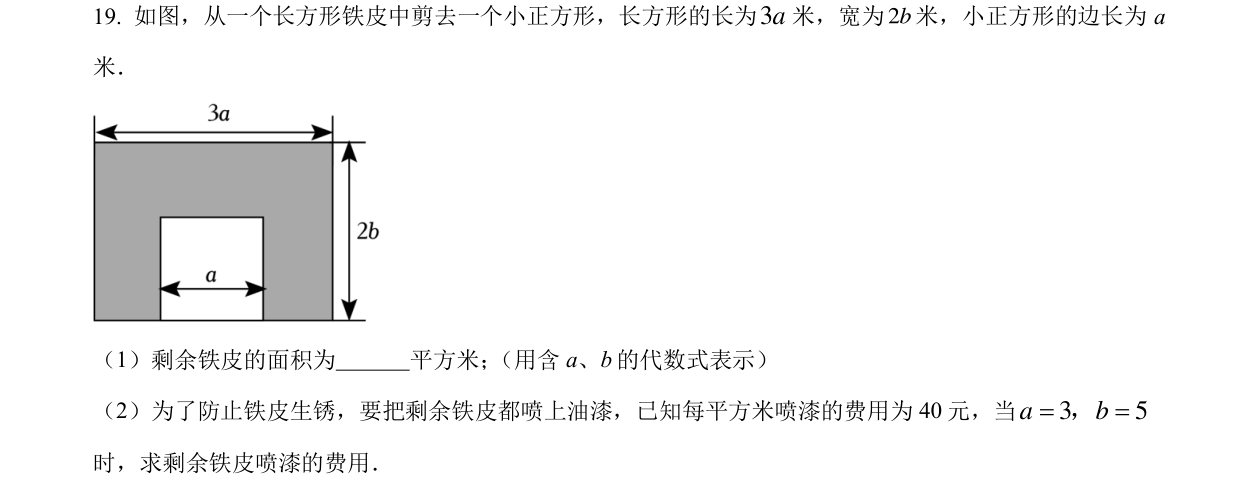 19. 如图，从一个长方形铁皮中剪去一个小正方形，长方形的长为3a 米，宽为2b米，小正方形的边长为 a
米．
3a
2b
a
（1）剩余铁皮的面积为______平方米；（用含 a、b 的代数式表示）
（2）为了防止铁皮生锈，要把剩余铁皮都喷上油漆，已知每平方米喷漆的费用为 40 元，当a = 3，b = 5
时，求剩余铁皮喷漆的费用．